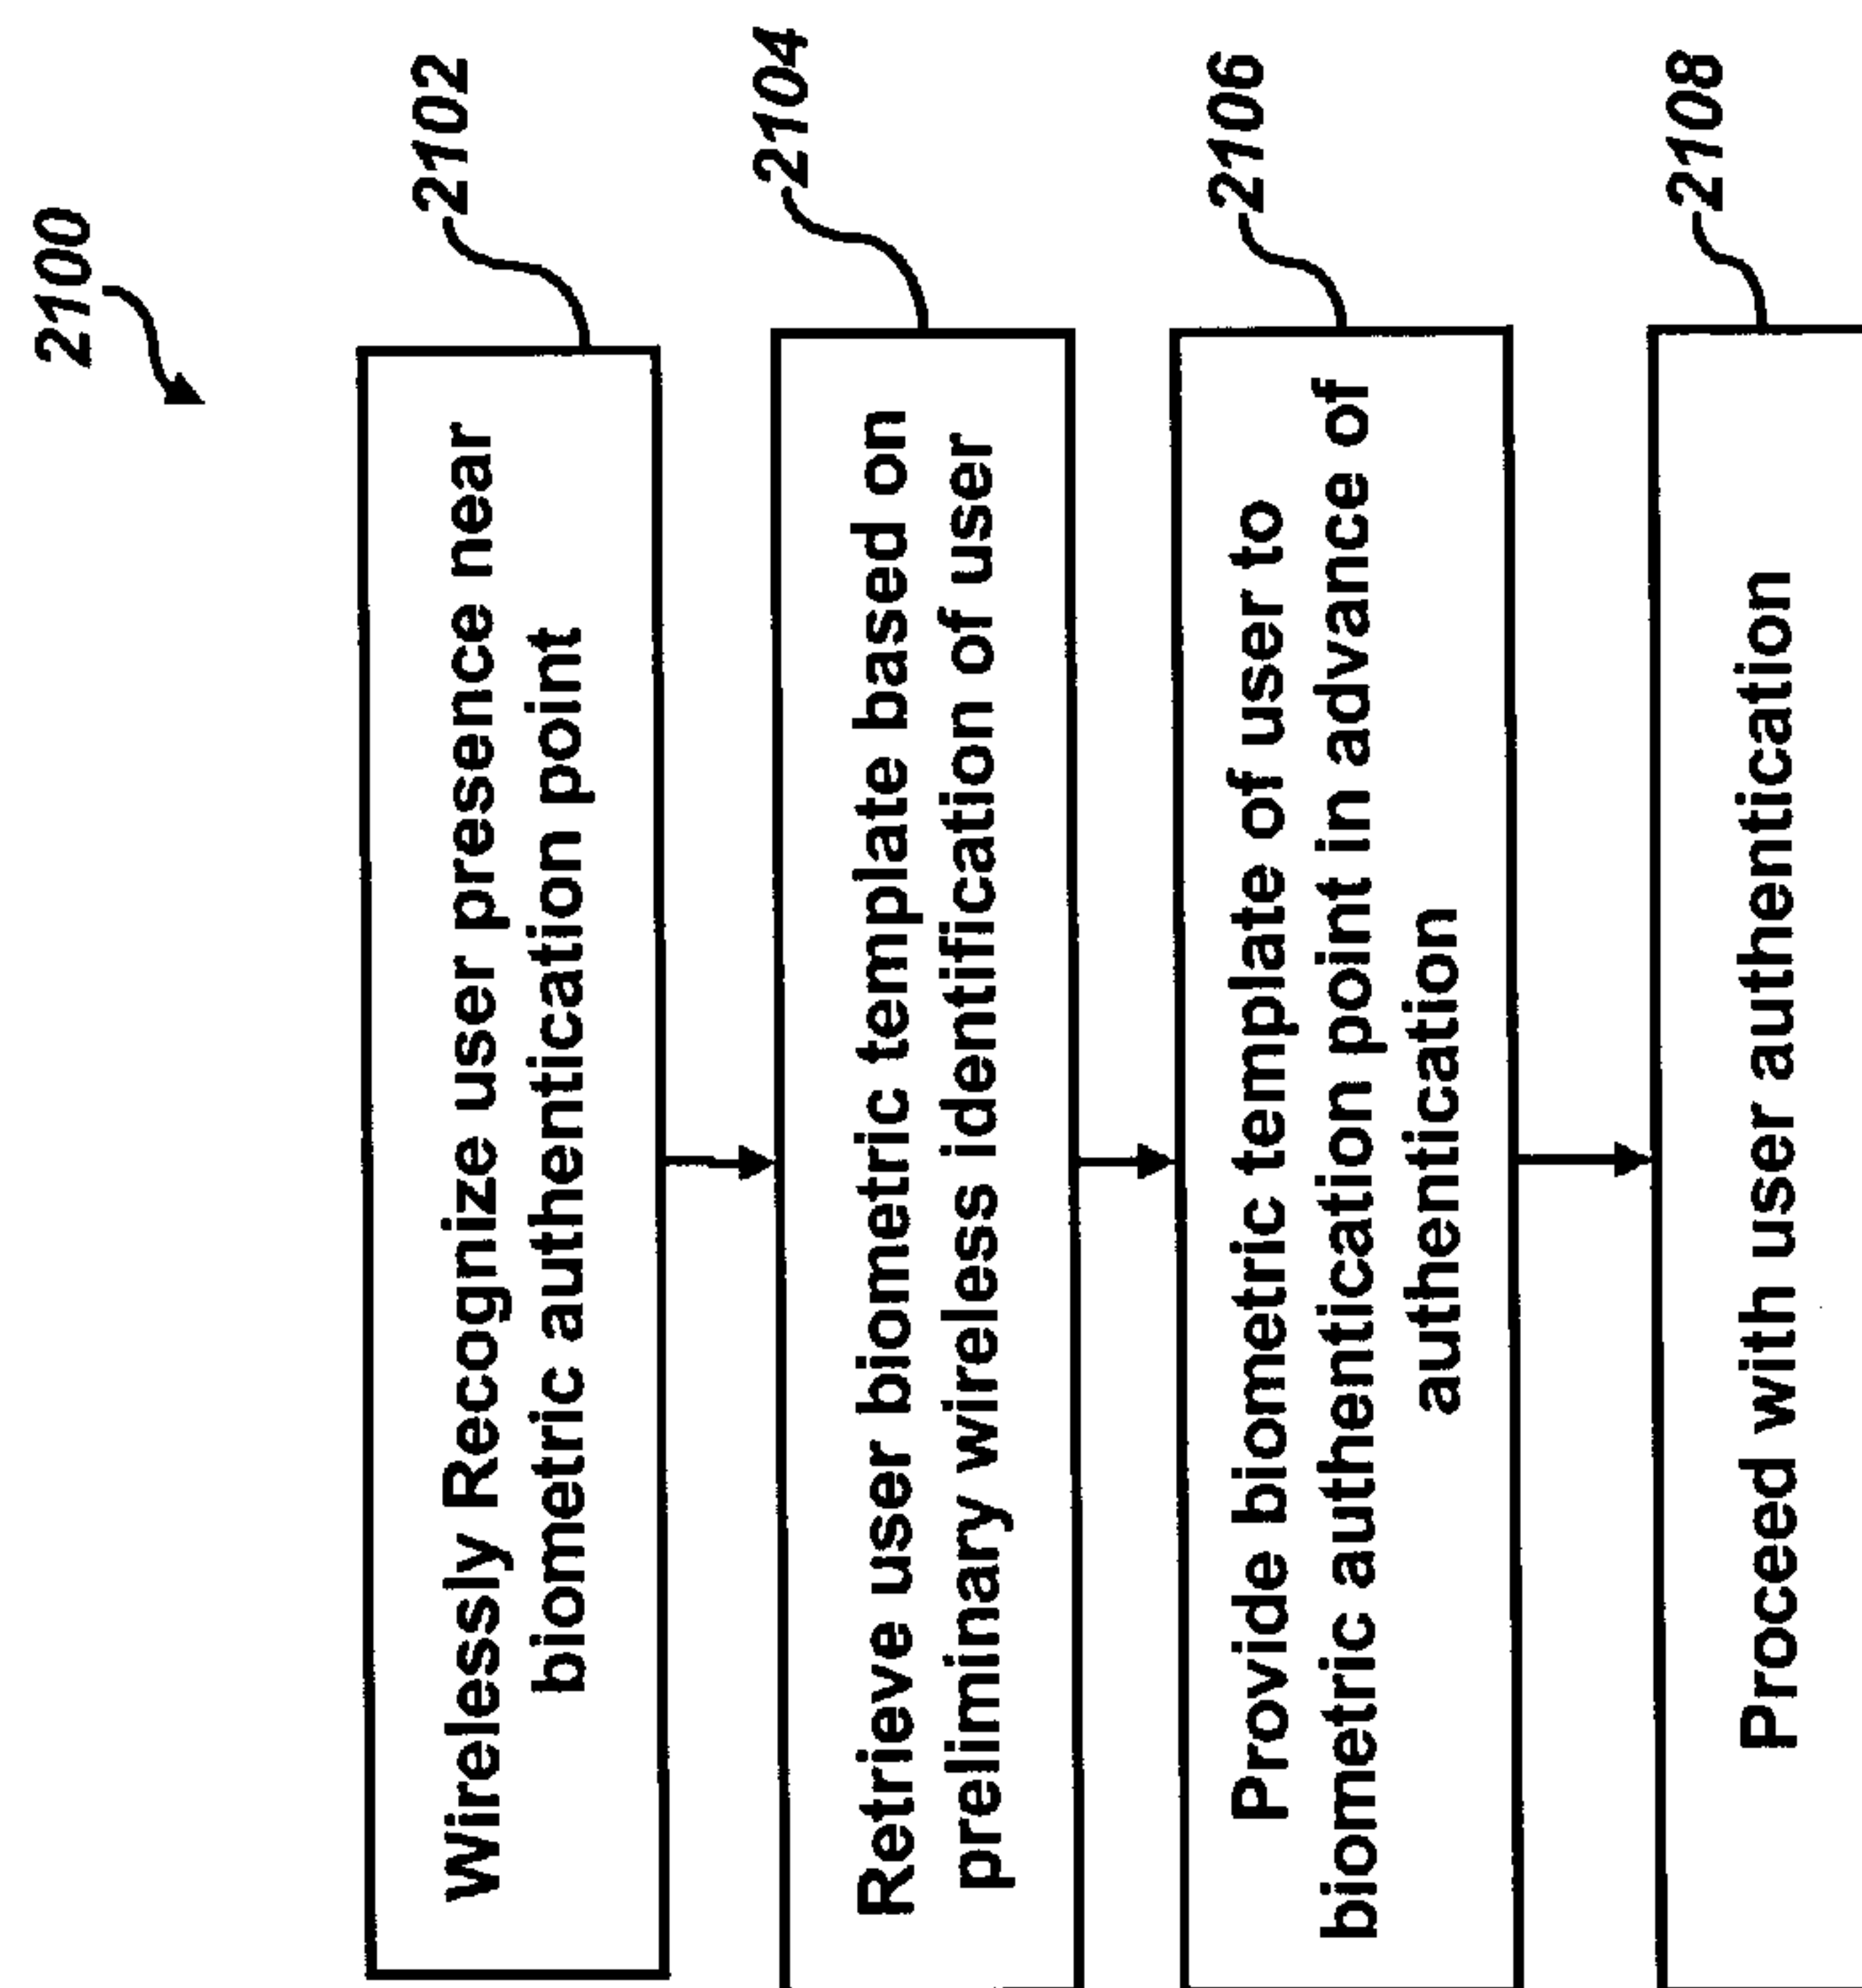 2100
2102
Wirelessly Recognize user presence near
biometric authentication point
2104
Retrieve user biometric template based on
preliminary wireless identification of user
2106
Provide biometric template of user to
biometric authentication point in advance of
authentication
2108
Proceed with user authentication